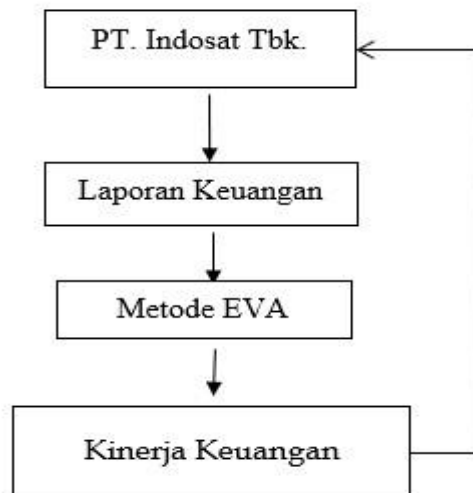 PT. Indosat Tbk.
Laporan Keuangan
Metode EVA
Kinerja Keuangan